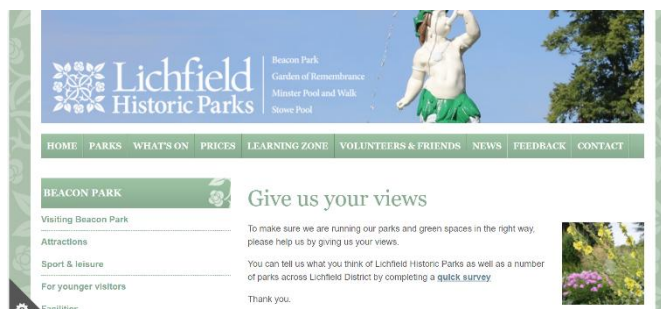 Lichfield
Historic Parks
Beacon Park
Garden of Remembrance
Minster Pool and Walk
Stowe Pool
HOME PARKS WHAT'S ON PRICES LEARNING ZONE VOLUNTEERS & FRIENDS NEWS FEEDBACK CONTACT
BEACON PARK
Visiting Beacon Park
Attractions
Sport & leisure
For younger visitors
Facilities
Give us your views
To make sure we are running our parks and green spaces in the right way,
please help us by giving us your views.
You can tell us what you think of Lichfield Historic Parks as well as a number
of parks across Lichfield District by completing a quick survey
Thank you.